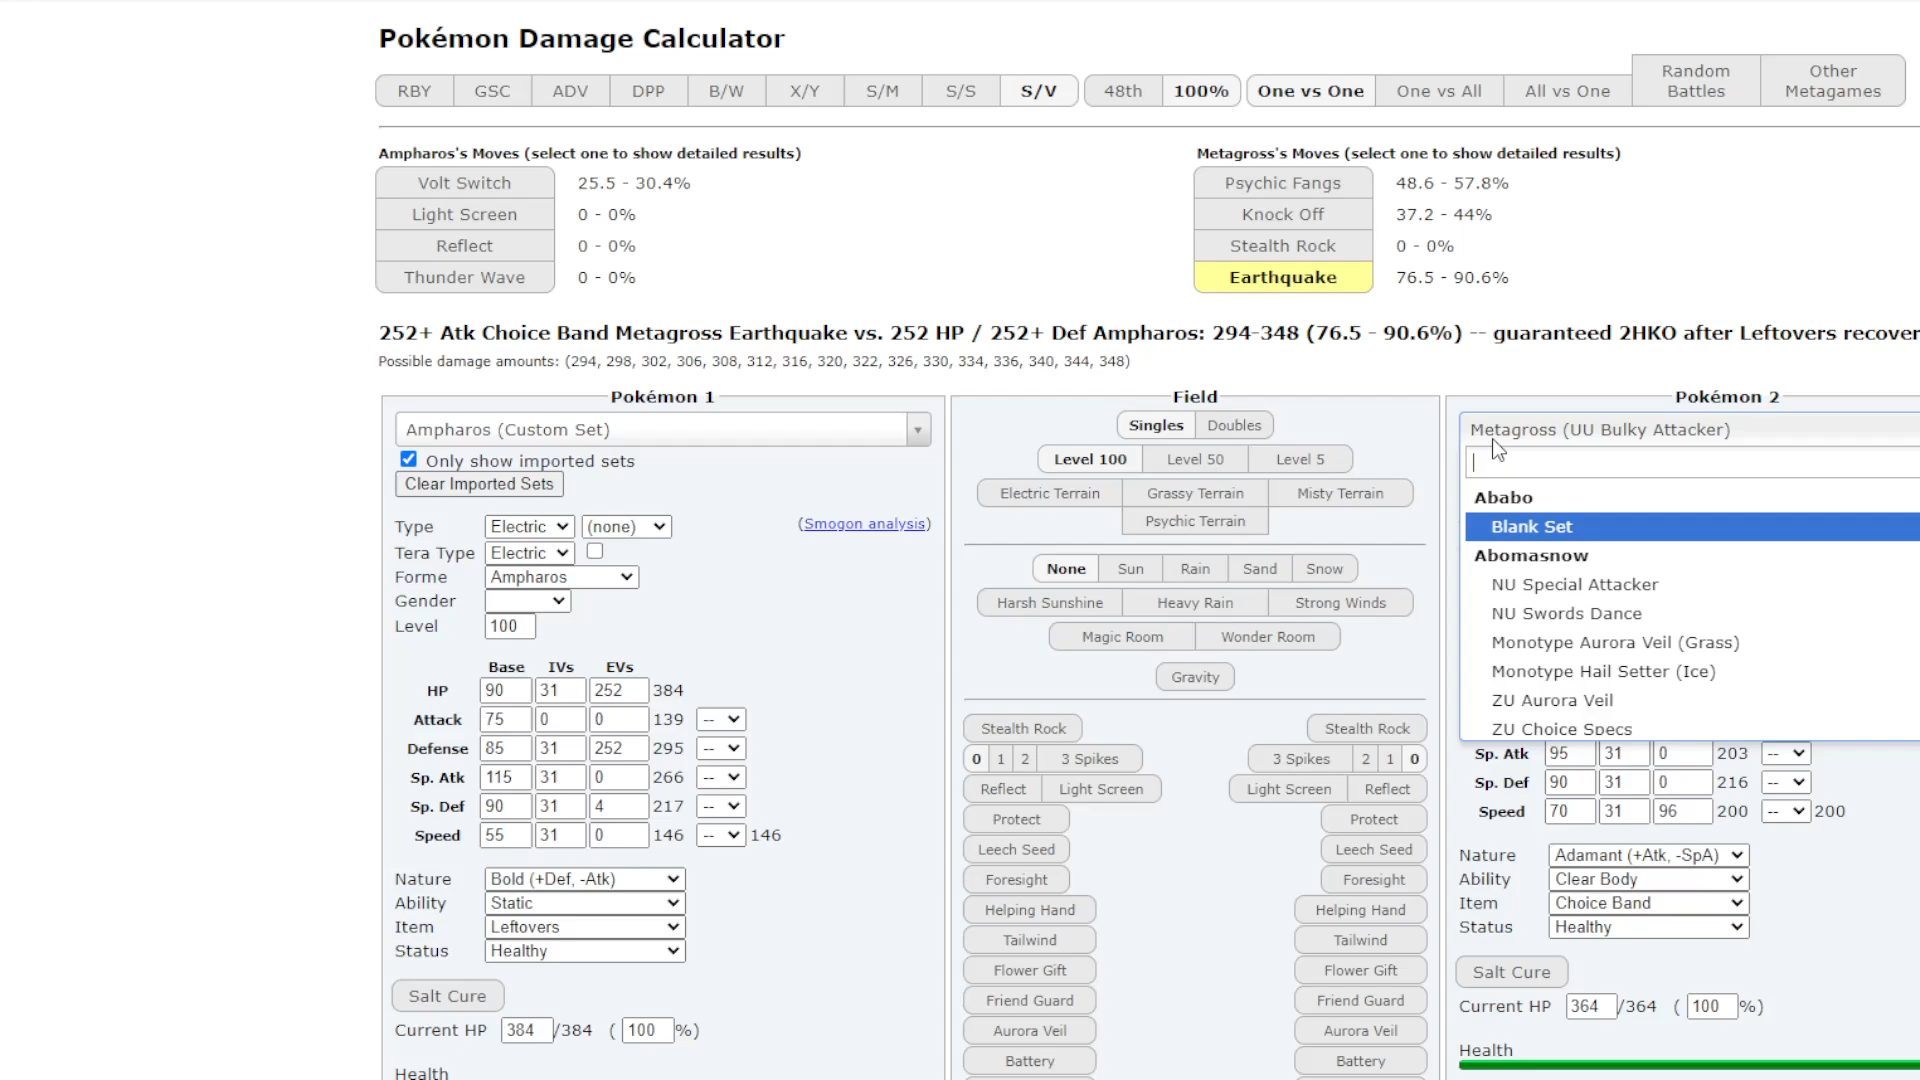 Pokémon Damage Calculator
RBY GSC ADV DPP B/W X/Y S/M S/S S/V 48th 100% One vs One One vs All All vs One Random Battles Other Metagames
Ampharos's Moves (select one to show detailed results)
Volt Switch 25.5 - 30.4%
Light Screen 0 - 0%
Reflect 0 - 0%
Thunder Wave 0 - 0%
Metagross's Moves (select one to show detailed results)
Psychic Fangs 48.6 - 57.8%
Knock Off 37.2 - 44%
Stealth Rock 0 - 0%
Earthquake 76.5 - 90.6%
252+ Atk Choice Band Metagross Earthquake vs. 252 HP / 252+ Def Ampharos: 294-348 (76.5 - 90.6%) -- guaranteed 2HKO after Leftovers recover
Possible damage amounts: (294, 298, 302, 306, 308, 312, 316, 320, 322, 326, 330, 334, 336, 340, 344, 348)
Pokémon 1
Ampharos (Custom Set)
Only show imported sets
Clear Imported Sets
Type Electric (none) (Smogon analysis)
Tera Type Electric
Forme Ampharos
Gender
Level 100
Base IVs EVs
HP 90 31 252 384
Attack 75 0 0 139 --
Defense 85 31 252 295 --
Sp. Atk 115 31 0 266 --
Sp. Def 90 31 4 217 --
Speed 55 31 0 146 -- 146
Nature Bold (+Def, -Atk)
Ability Static
Item Leftovers
Status Healthy
Salt Cure
Current HP 384 /384 ( 100 %)
Health
Field
Singles Doubles
Level 100 Level 50 Level 5
Electric Terrain Grassy Terrain Misty Terrain
Psychic Terrain
None Sun Rain Sand Snow
Harsh Sunshine Heavy Rain Strong Winds
Magic Room Wonder Room
Gravity
Stealth Rock Stealth Rock
0 1 2 3 Spikes 3 Spikes 2 1 0
Reflect Light Screen Light Screen Reflect
Protect Protect
Leech Seed Leech Seed
Foresight Foresight
Helping Hand Helping Hand
Tailwind Tailwind
Flower Gift Flower Gift
Friend Guard Friend Guard
Aurora Veil Aurora Veil
Battery Battery
Pokémon 2
Metagross (UU Bulky Attacker)
Ababo
Blank Set
Abomasnow
NU Special Attacker
NU Swords Dance
Monotype Aurora Veil (Grass)
Monotype Hail Setter (Ice)
ZU Aurora Veil
ZU Choice Specs
Sp. Atk 95 31 0 203 --
Sp. Def 90 31 0 216 --
Speed 70 31 96 200 -- 200
Nature Adamant (+Atk, -SpA)
Ability Clear Body
Item Choice Band
Status Healthy
Salt Cure
Current HP 364 /364 ( 100 %)
Health